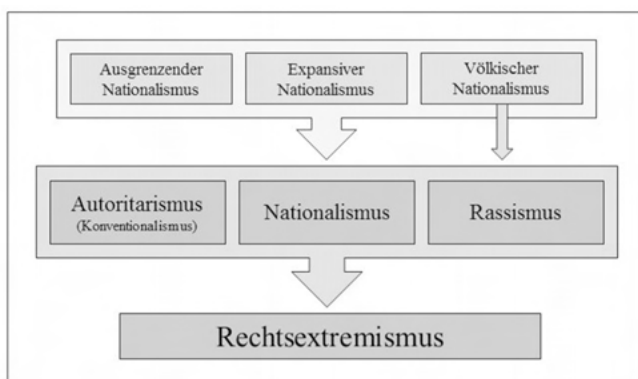 Ausgrenzender
Nationalismus
Expansiver
Nationalismus
Völkischer
Nationalismus
Autoritarismus
(Konventionalismus)
Nationalismus
Rassismus
Rechtsextremismus